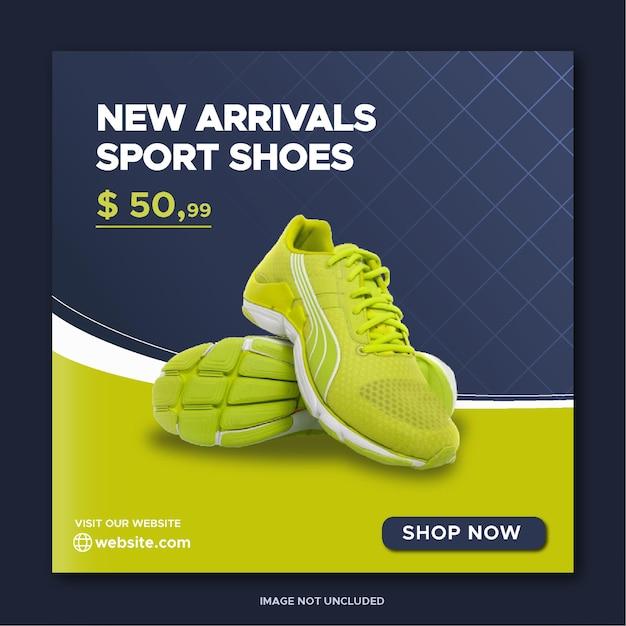 NEW ARRIVALS
SPORT SHOES
$ 50,99
VISIT OUR WEBSITE
website.com
SHOP NOW
IMAGE NOT UNCLUDED